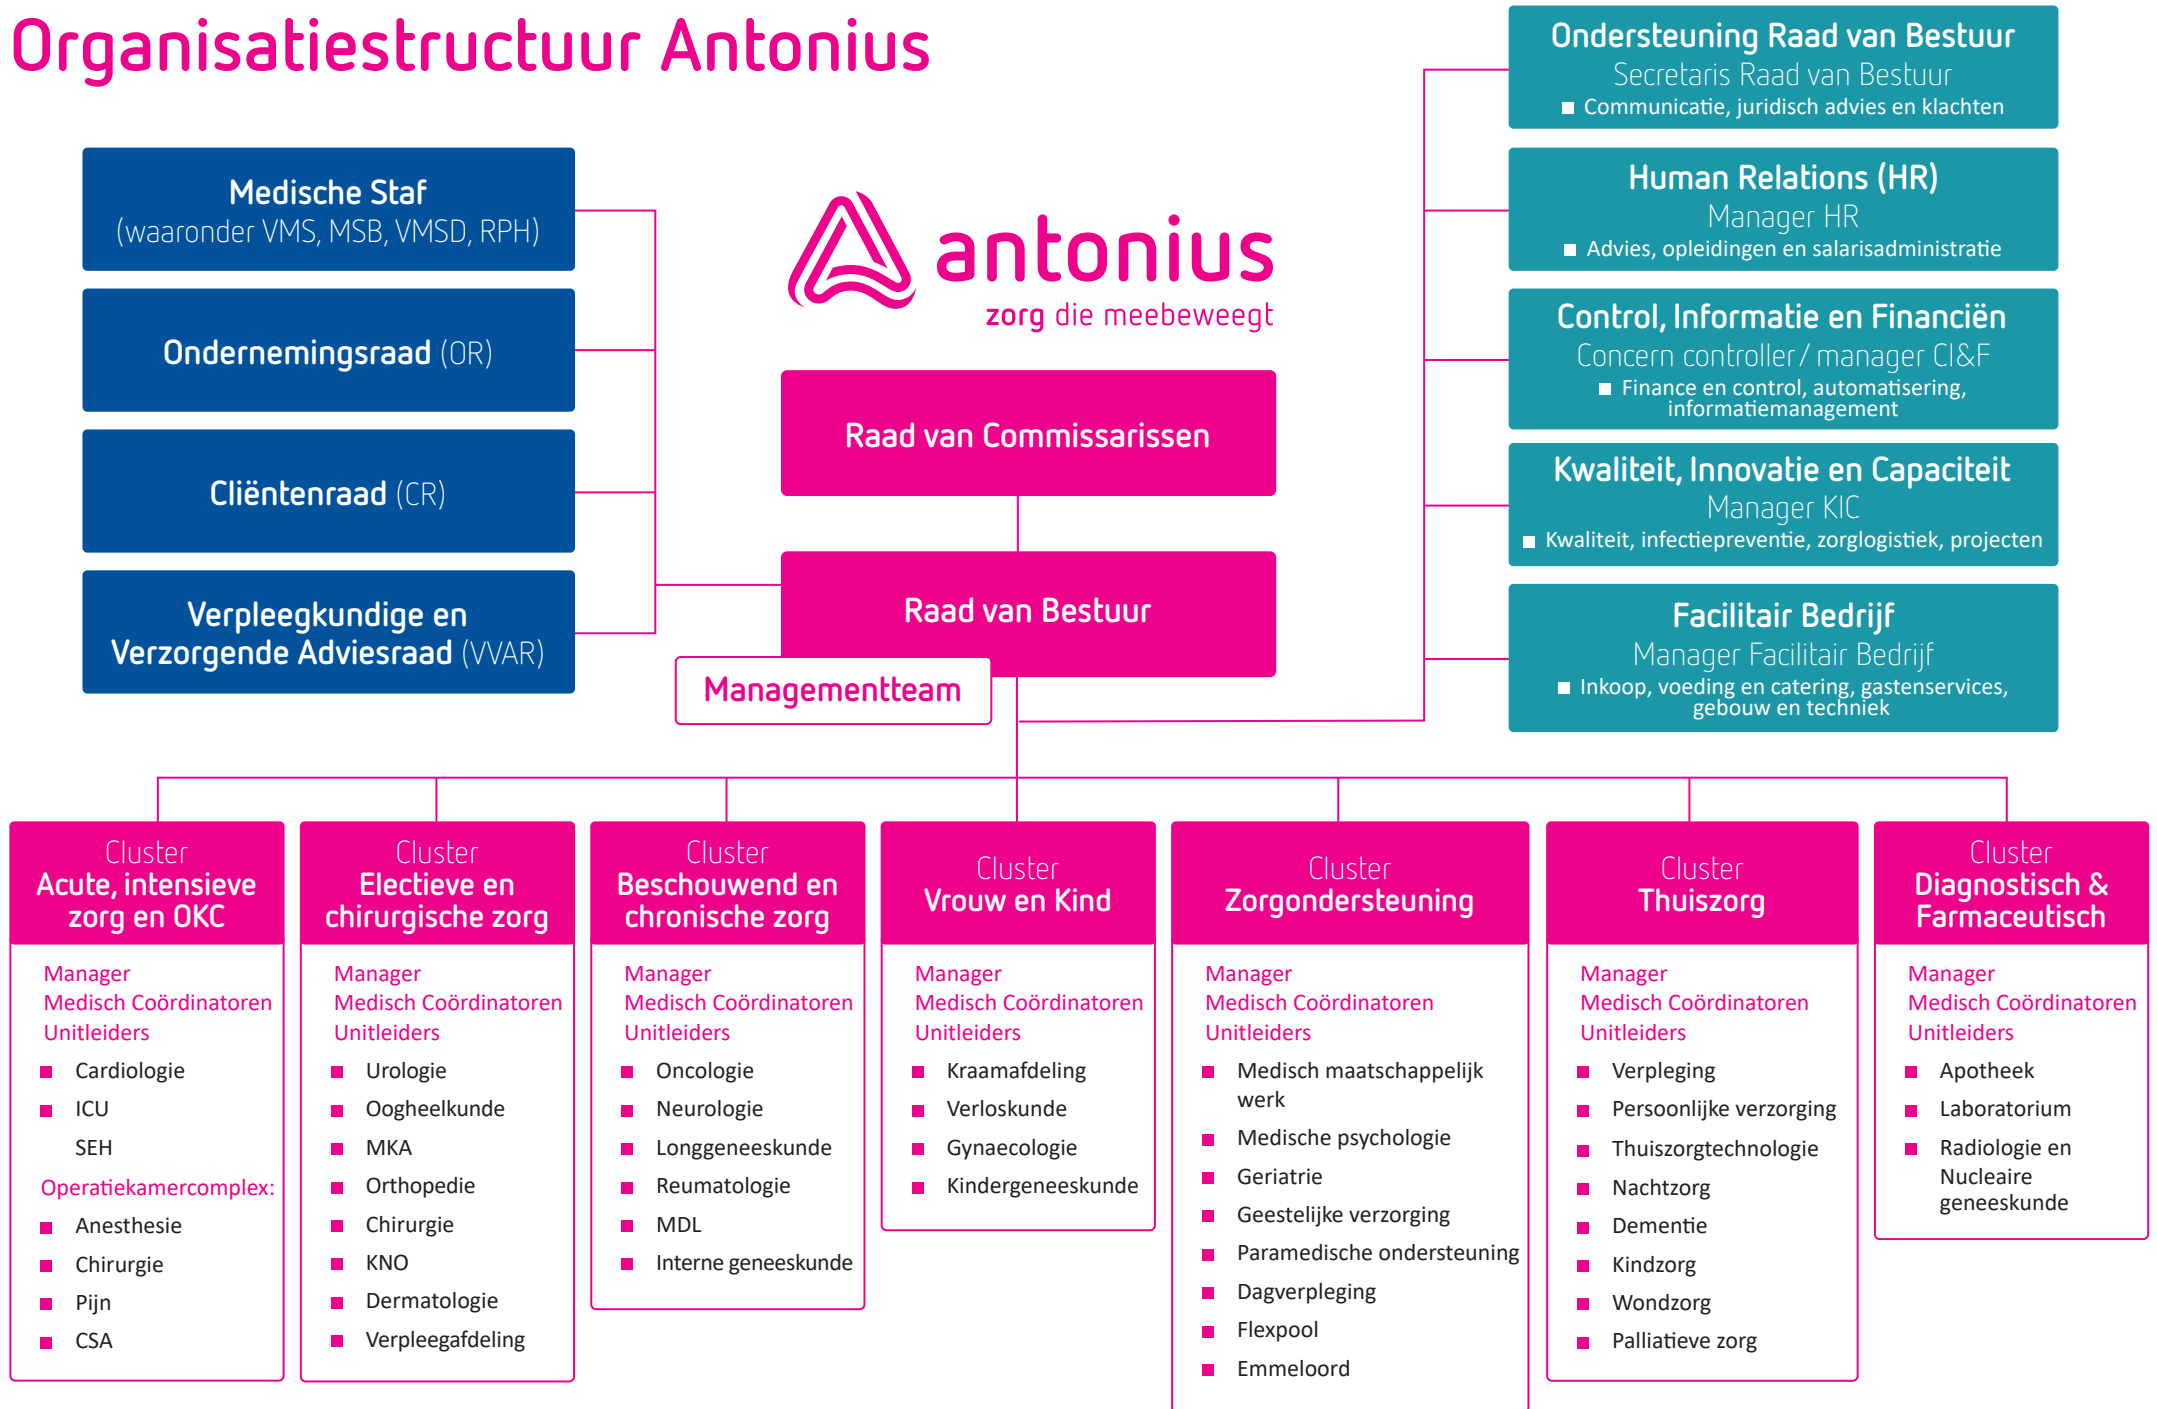 Organisatiestructuur Antonius
Medische Staf
(waaronder VMS, MSB, VMSD, RPH)
Ondernemingsraad (OR)
Cliëntenraad (CR)
Verpleegkundige en
Verzorgende Adviesraad (VVAR)
antonius
zorg die meebeweegt
Raad van Commissarissen
Raad van Bestuur
Managementteam
Ondersteuning Raad van Bestuur
Secretaris Raad van Bestuur
Communicatie, juridisch advies en klachten
Human Relations (HR)
Manager HR
Advies, opleidingen en salarisadministratie
Control, Informatie en Financiën
Concern controller / manager CI&F
Finance en control, automatisering,
informatiemanagement
Kwaliteit, Innovatie en Capaciteit
Manager KIC
Kwaliteit, infectiepreventie, zorglogistiek, projecten
Facilitair Bedrijf
Manager Facilitair Bedrijf
Inkoop, voeding en catering, gastenservices,
gebouw en techniek
Cluster
Acute, intensieve
zorg en OKC
Manager
Medisch Coördinatoren
Unitleiders
Cardiologie
ICU
SEH
Operatiekamercomplex:
Anesthesie
Chirurgie
Pijn
CSA
Cluster
Electieve en
chirurgische zorg
Manager
Medisch Coördinatoren
Unitleiders
Urologie
Oogheelkunde
MKA
Orthopedie
Chirurgie
KNO
Dermatologie
Verpleegafdeling
Cluster
Beschouwend en
chronische zorg
Manager
Medisch Coördinatoren
Unitleiders
Oncologie
Neurologie
Longgeneeskunde
Reumatologie
MDL
Interne geneeskunde
Cluster
Vrouw en Kind
Manager
Medisch Coördinatoren
Unitleiders
Kraamafdeling
Verloskunde
Gynaecologie
Kindergeneeskunde
Cluster
Zorgondersteuning
Manager
Medisch Coördinatoren
Unitleiders
Medisch maatschappelijk
werk
Medische psychologie
Geriatrie
Geestelijke verzorging
Paramedische ondersteuning
Dagverpleging
Flexpool
Emmeloord
Cluster
Thuiszorg
Manager
Medisch Coördinatoren
Unitleiders
Verpleging
Persoonlijke verzorging
Thuiszorgtechnologie
Nachtzorg
Dementie
Kindzorg
Wondzorg
Palliatieve zorg
Cluster
Diagnostisch &
Farmaceutisch
Manager
Medisch Coördinatoren
Unitleiders
Apotheek
Laboratorium
Radiologie en
Nucleaire
geneeskunde